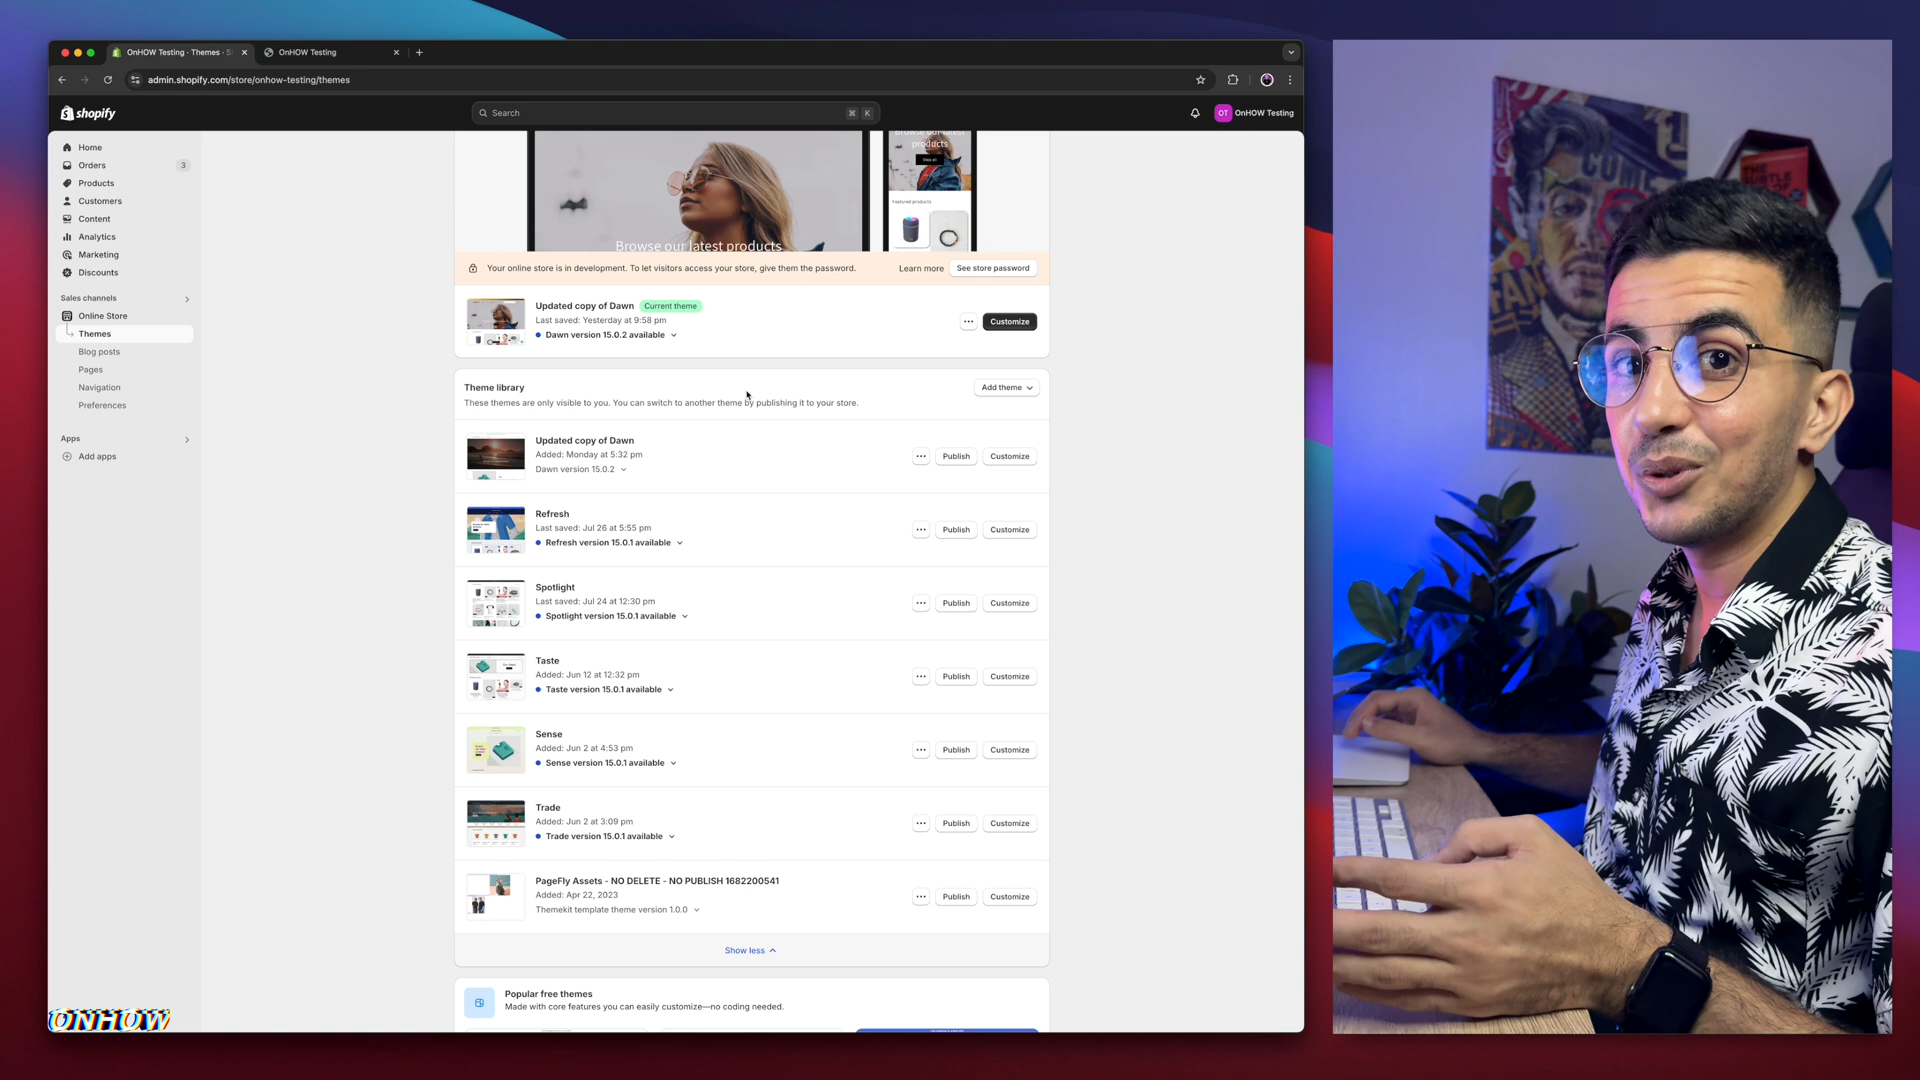 OnHOW Testing · Themes · S
OnHOW Testing
admin.shopify.com/store/onhow-testing/themes
shopify
Search
⌘ K
OT OnHOW Testing
Home
Orders 3
Products
Customers
Content
Analytics
Marketing
Discounts
Sales channels
Online Store
Themes
Blog posts
Pages
Navigation
Preferences
Apps
Add apps
Browse our latest
products
View all
Featured products
Browse our latest products
Your online store is in development. To let visitors access your store, give them the password. Learn more See store password
Updated copy of Dawn Current theme
Last saved: Yesterday at 9:58 pm
Dawn version 15.0.2 available
Customize
Theme library
These themes are only visible to you. You can switch to another theme by publishing it to your store.
Add theme
Updated copy of Dawn
Added: Monday at 5:32 pm
Dawn version 15.0.2
Publish Customize
Refresh
Last saved: Jul 26 at 5:55 pm
Refresh version 15.0.1 available
Publish Customize
Spotlight
Last saved: Jul 24 at 12:30 pm
Spotlight version 15.0.1 available
Publish Customize
Taste
Added: Jun 12 at 12:32 pm
Taste version 15.0.1 available
Publish Customize
Sense
Added: Jun 2 at 4:53 pm
Sense version 15.0.1 available
Publish Customize
Trade
Added: Jun 2 at 3:09 pm
Trade version 15.0.1 available
Publish Customize
PageFly Assets - NO DELETE - NO PUBLISH 1682200541
Added: Apr 22, 2023
Themekit template theme version 1.0.0
Publish Customize
Show less
Popular free themes
Made with core features you can easily customize—no coding needed.
ONHOW
THE
SUBTLE